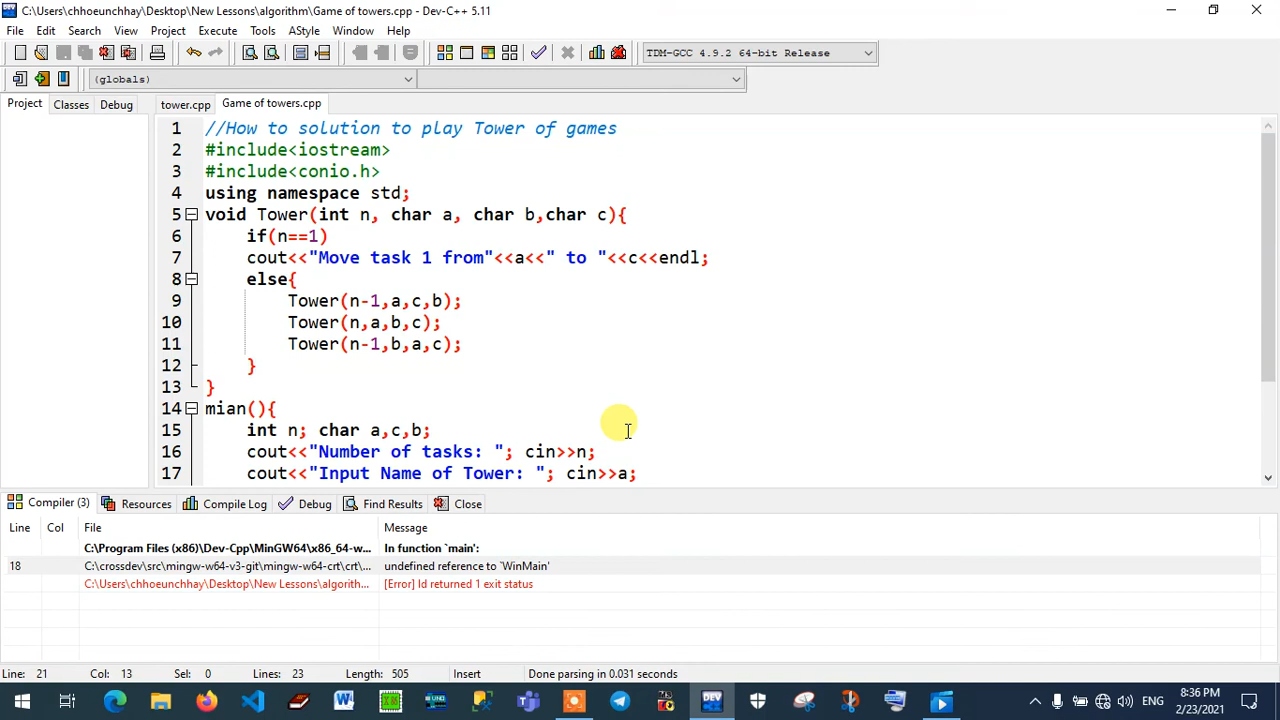 C:\Users\chhoeunchhay\Desktop\New Lessons\algorithm\Game of towers.cpp - Dev-C++ 5.11
File Edit Search View Project Execute Tools AStyle Window Help
TDM-GCC 4.9.2 64-bit Release
(globals)
Project Classes Debug tower.cpp Game of towers.cpp
1 //How to solution to play Tower of games
2 #include<iostream>
3 #include<conio.h>
4 using namespace std;
5 void Tower(int n, char a, char b,char c){
6 if(n==1)
7 cout<<"Move task 1 from"<<a<<" to "<<c<<endl;
8 else{
9 Tower(n-1,a,c,b);
10 Tower(n,a,b,c);
11 Tower(n-1,b,a,c);
12 }
13 }
14 mian(){
15 int n; char a,c,b;
16 cout<<"Number of tasks: "; cin>>n;
17 cout<<"Input Name of Tower: "; cin>>a;
Compiler (3) Resources Compile Log Debug Find Results Close
Line Col File Message
C:\Program Files (x86)\Dev-Cpp\MinGW64\x86_64-w... In function `main':
18 C:\crossdev\src\mingw-w64-v3-git\mingw-w64-crt\crt\... undefined reference to `WinMain'
C:\Users\chhoeunchhay\Desktop\New Lessons\algorith... [Error] ld returned 1 exit status
Line: 21 Col: 13 Sel: 0 Lines: 23 Length: 505 Insert Done parsing in 0.031 seconds
ENG 8:36 PM
2/23/2021